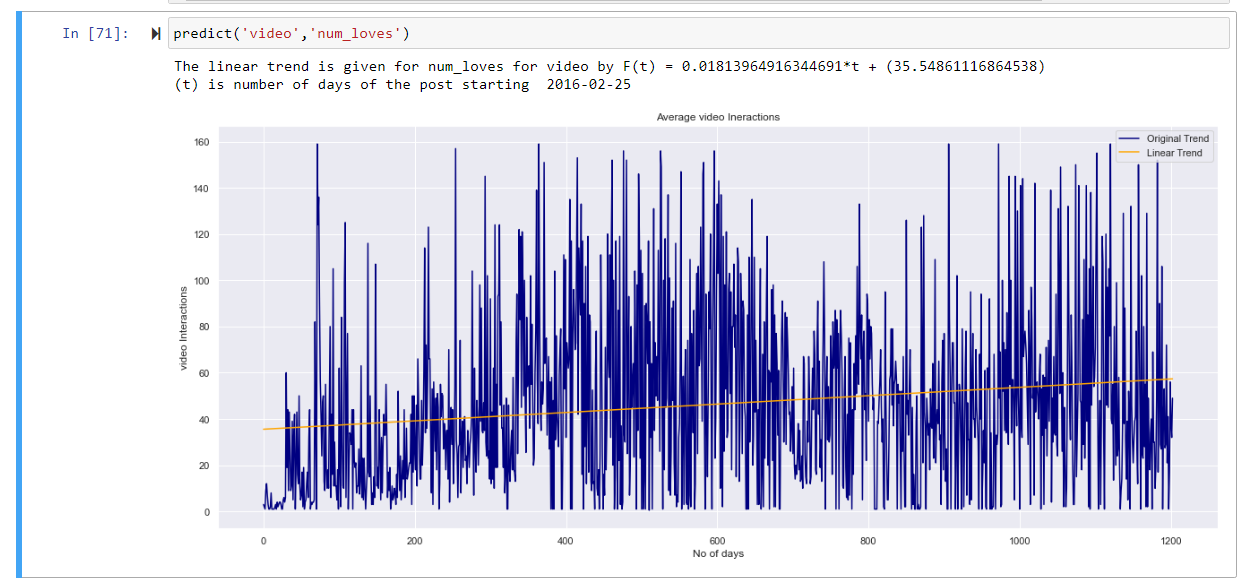 In [71]:
predict('video','num_loves')
The linear trend is given for num_loves for video by F(t) = 0.01813964916344691*t + (35.54861116864538)
(t) is number of days of the post starting  2016-02-25
Average video Ineractions
Original Trend
Linear Trend
video Interactions
160
140
120
100
80
60
40
20
0
0 200 400 600 800 1000 1200
No of days